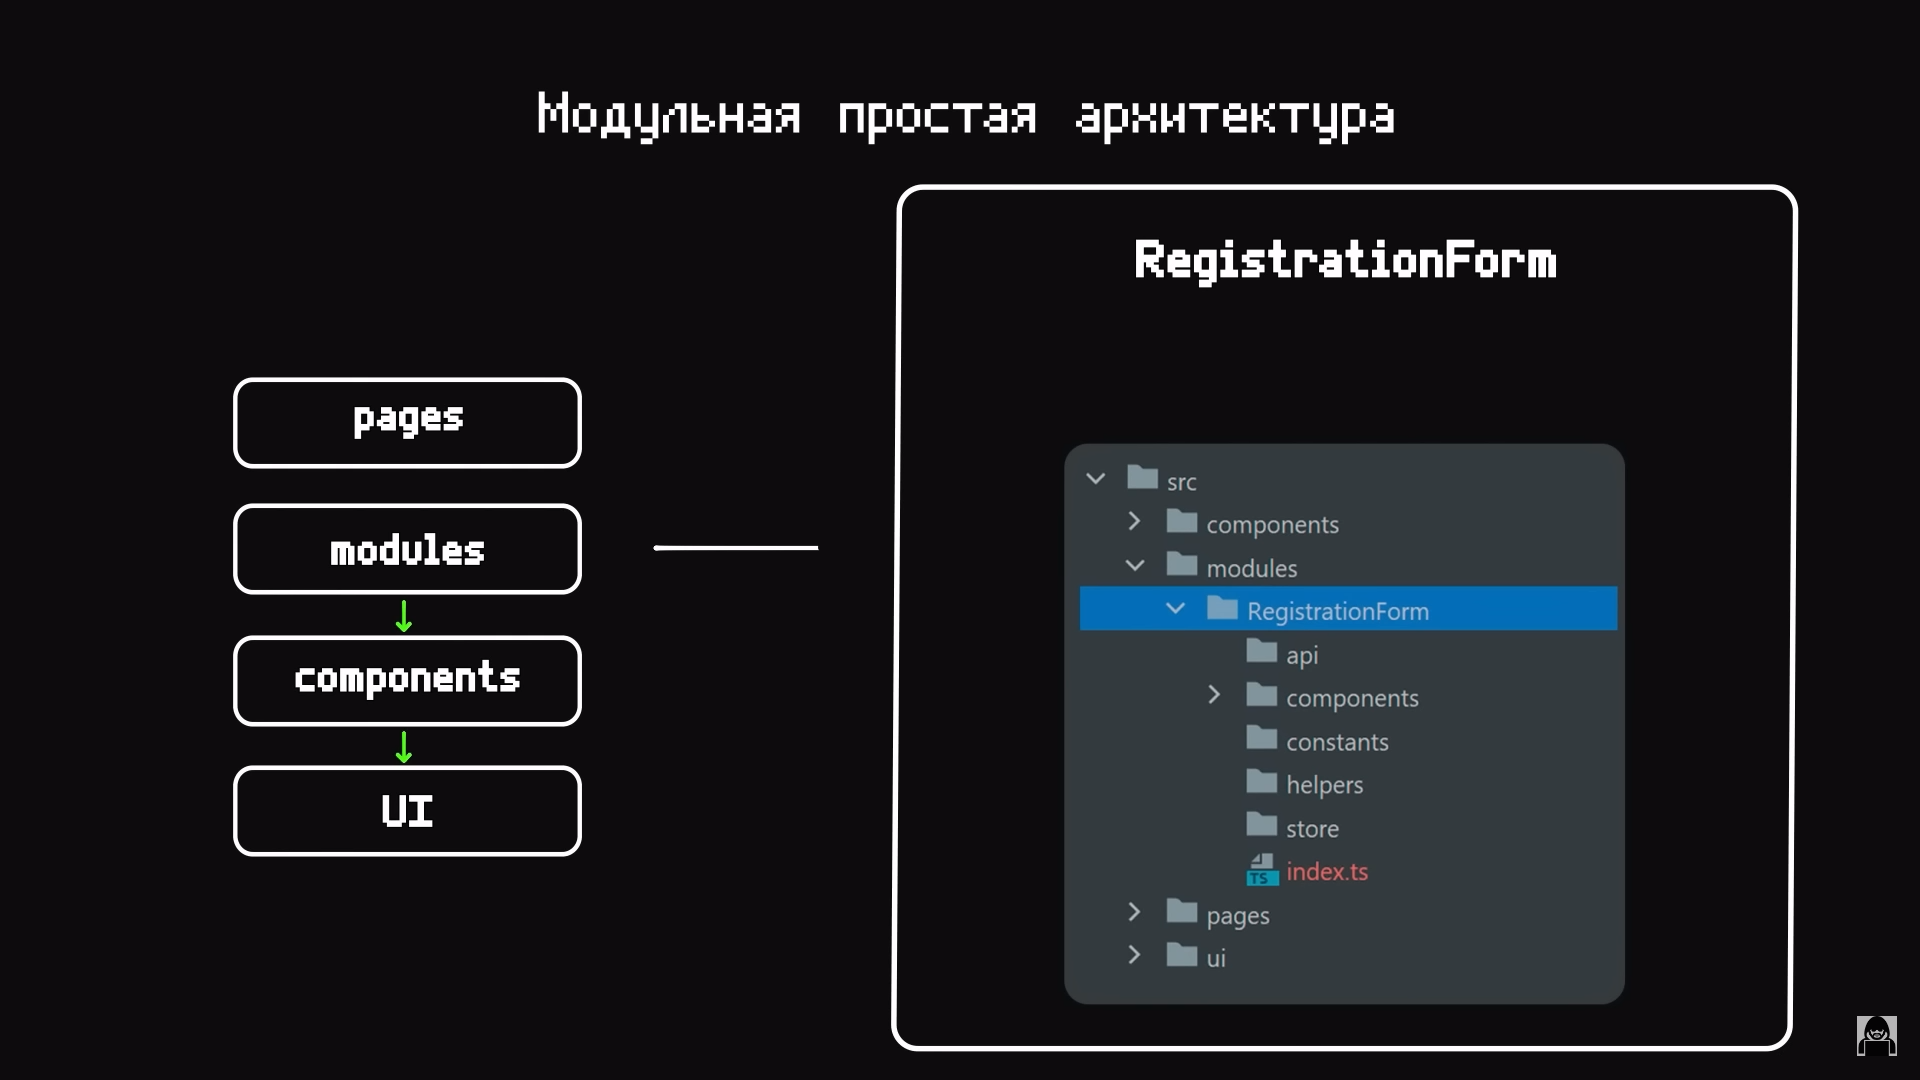 Модульная простая архитектура
pages
modules
components
UI
RegistrationForm
src
components
modules
RegistrationForm
api
components
constants
helpers
store
TS index.ts
pages
ui